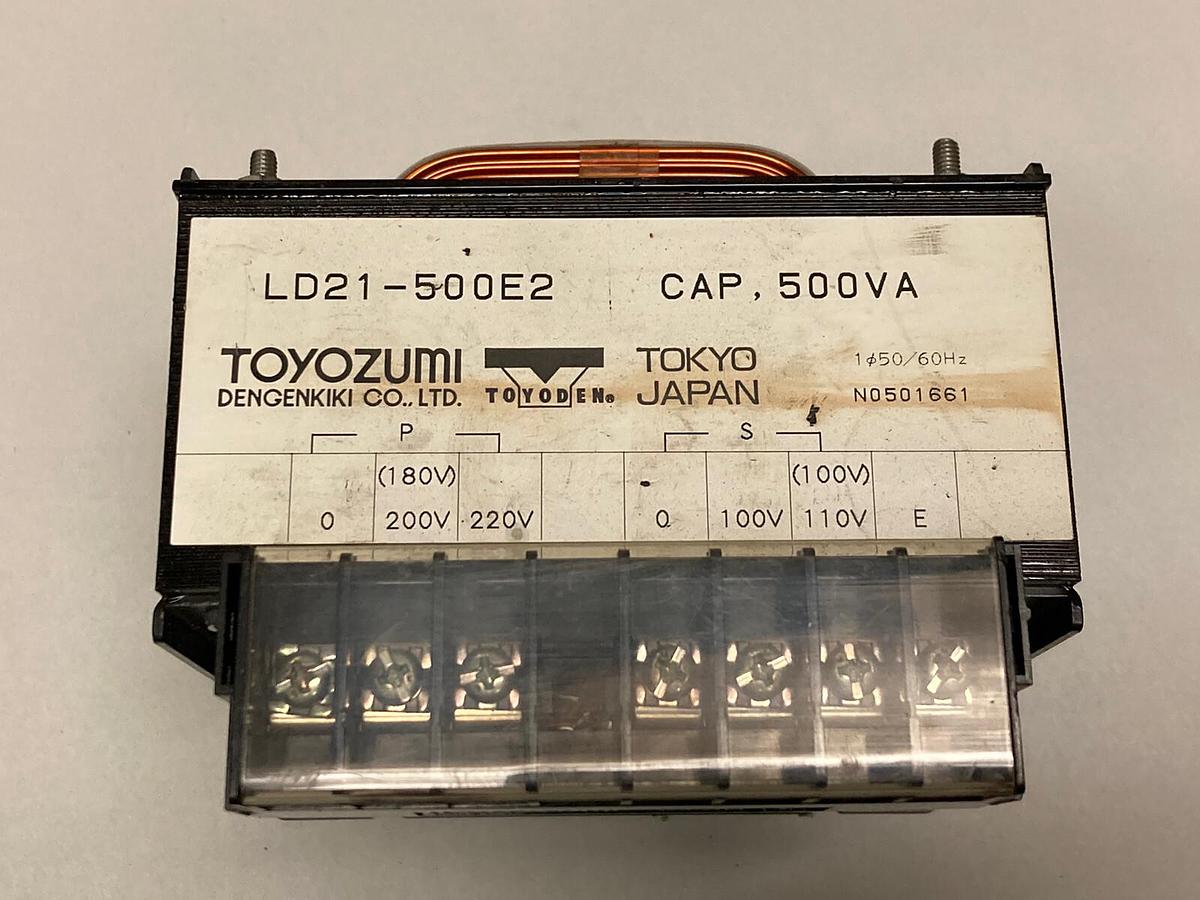 LD21-500E2 CAP, 500VA
TOYOZUMI
DENGENKIKI CO., LTD.
TOYODEN®
TOKYO
JAPAN
1φ50/60Hz
N0501661
P S
(180V) (100V)
0 200V 220V 0 100V 110V E